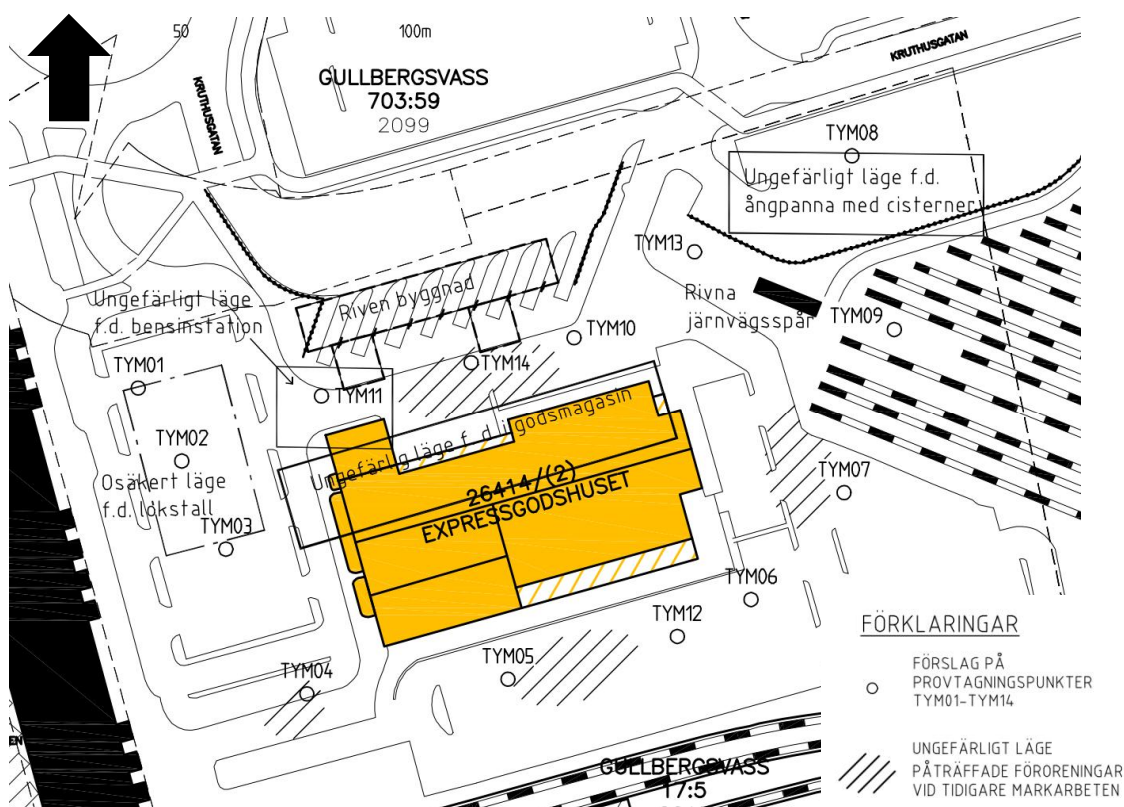 50
100m
KRUTHUSGATAN
KRUTHUSGATAN
GULLBERGSVASS
703:59
2099
TYM08
Ungefärligt läge f.d.
ångpanna med cisterner
TYM13
Rivna
järnvägsspår
TYM09
Ungefärligt läge
f.d. bensinstation
Riven byggnad
TYM10
TYM14
TYM01
TYM11
TYM02
Osäkert läge
f.d. lokstall
TYM03
Ungefärlig läge f. d. godsmagasin
26414/(2)
EXPRESSGODSHUSET
TYM07
TYM06
TYM12
TYM05
TYM04
GULLBERGSVASS
17:5
EN
FÖRKLARINGAR
FÖRSLAG PÅ
PROVTAGNINGSPUNKTER
TYM01-TYM14
UNGEFÄRLIGT LÄGE
PÅTRÄFFADE FÖRORENINGAR
VID TIDIGARE MARKARBETEN